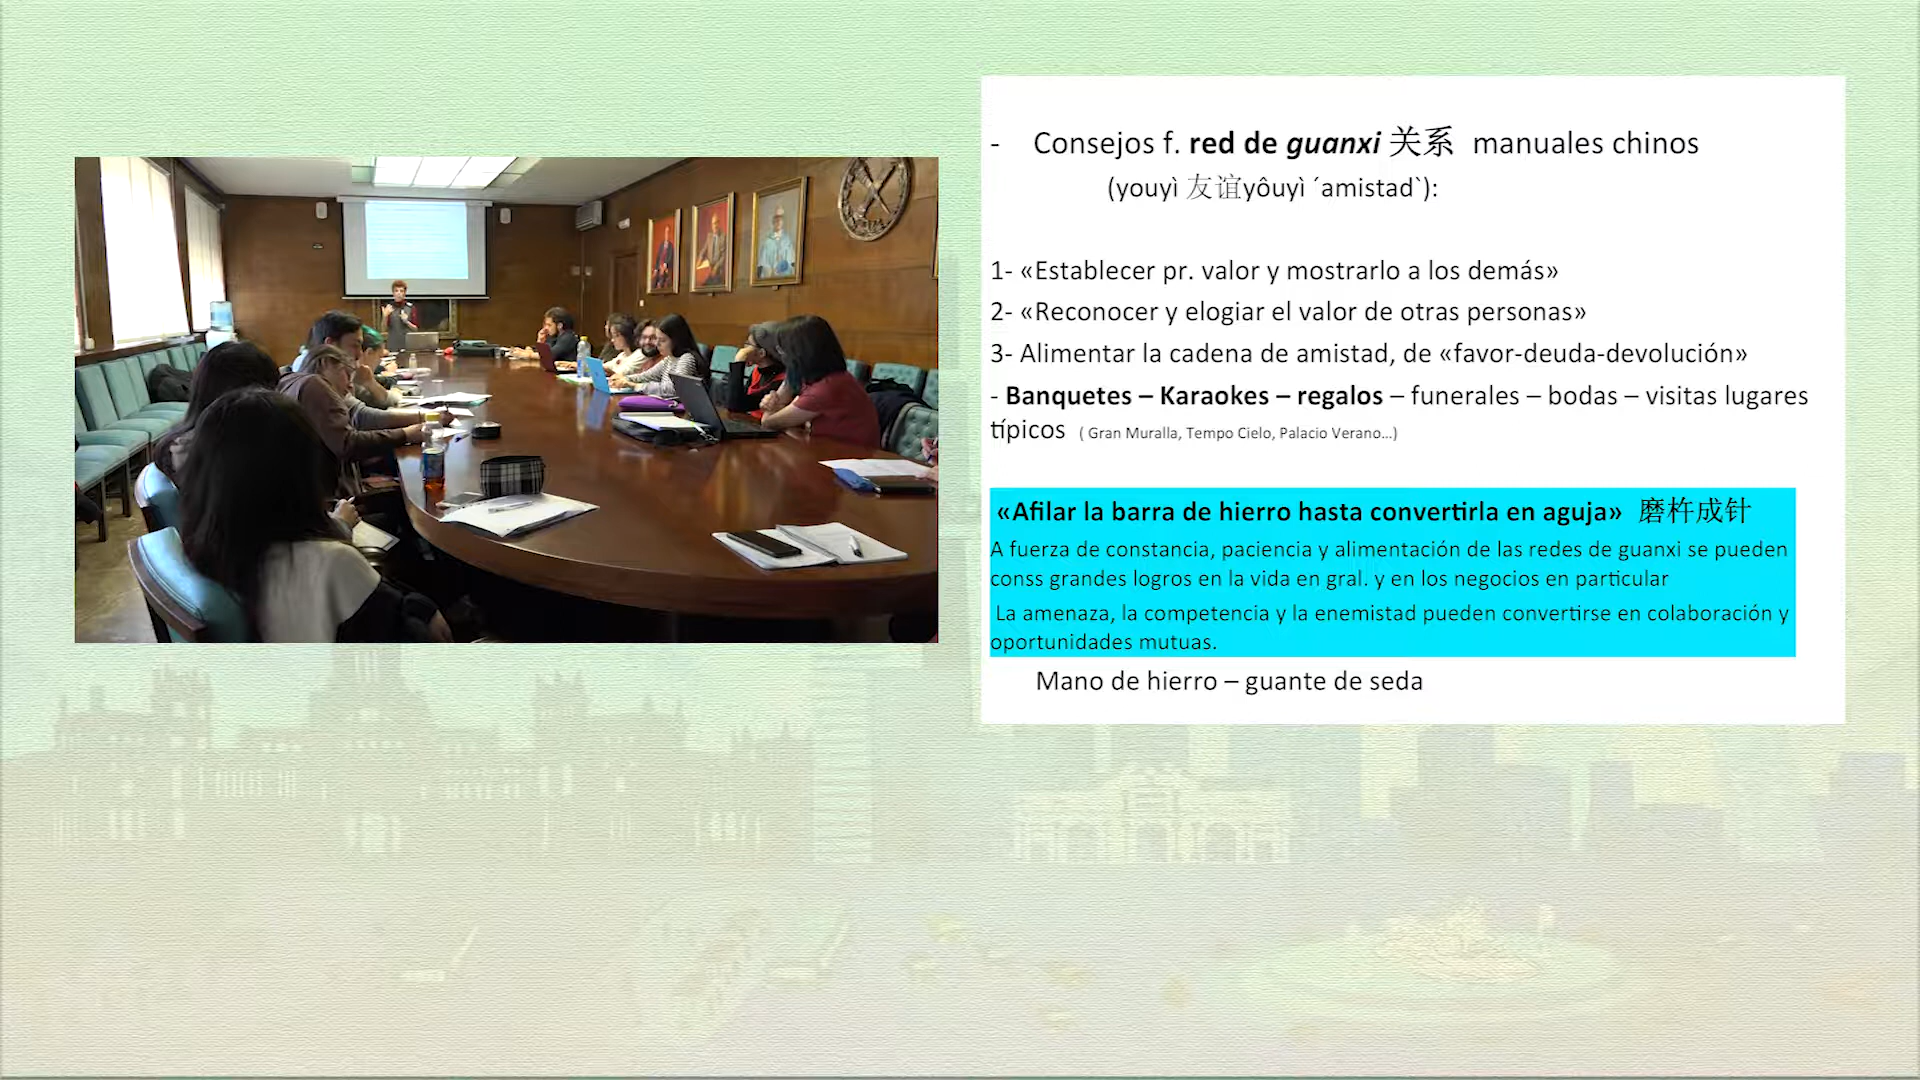 - Consejos f. red de guanxi 关系 manuales chinos
(youyì 友谊yôuyì ´amistad`):
1- «Establecer pr. valor y mostrarlo a los demás»
2- «Reconocer y elogiar el valor de otras personas»
3- Alimentar la cadena de amistad, de «favor-deuda-devolución»
- Banquetes – Karaokes – regalos – funerales – bodas – visitas lugares
típicos ( Gran Muralla, Tempo Cielo, Palacio Verano...)
«Afilar la barra de hierro hasta convertirla en aguja» 磨杵成针
A fuerza de constancia, paciencia y alimentación de las redes de guanxi se pueden
conss grandes logros en la vida en gral. y en los negocios en particular
La amenaza, la competencia y la enemistad pueden convertirse en colaboración y
oportunidades mutuas.
Mano de hierro – guante de seda